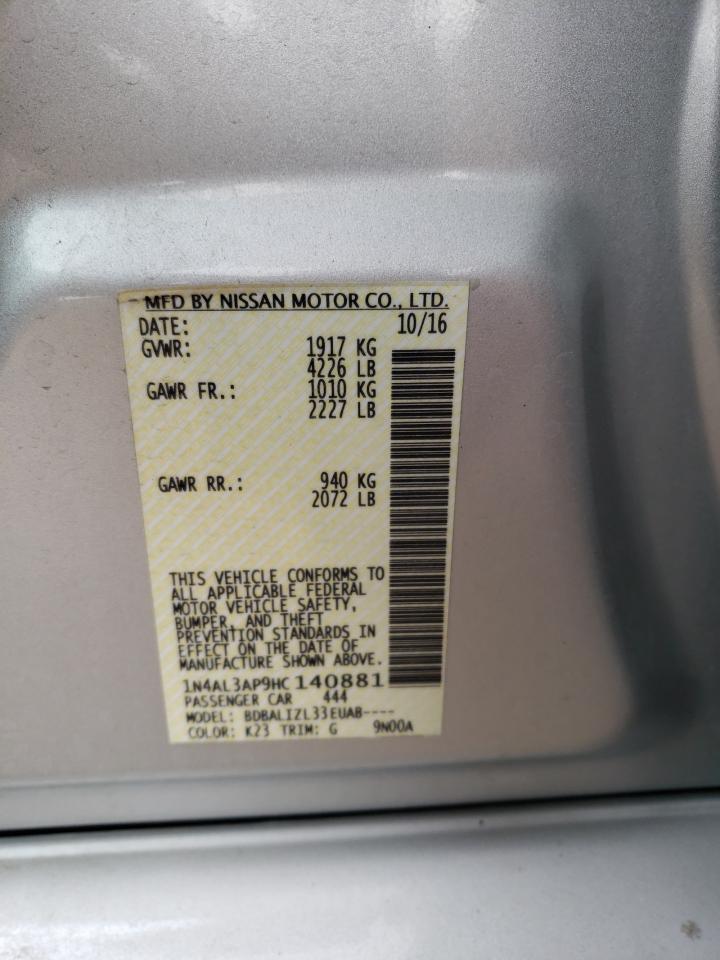 MFD BY NISSAN MOTOR CO., LTD.
DATE: 10/16
GVWR: 1917 KG
4226 LB
GAWR FR.: 1010 KG
2227 LB
GAWR RR.: 940 KG
2072 LB
THIS VEHICLE CONFORMS TO
ALL APPLICABLE FEDERAL
MOTOR VEHICLE SAFETY,
BUMPER, AND THEFT
PREVENTION STANDARDS IN
EFFECT ON THE DATE OF
MANUFACTURE SHOWN ABOVE.
1N4AL3AP9HC140881
PASSENGER CAR 444
MODEL: BDBALIZL33EUAB----
COLOR: K23 TRIM: G 9N00A